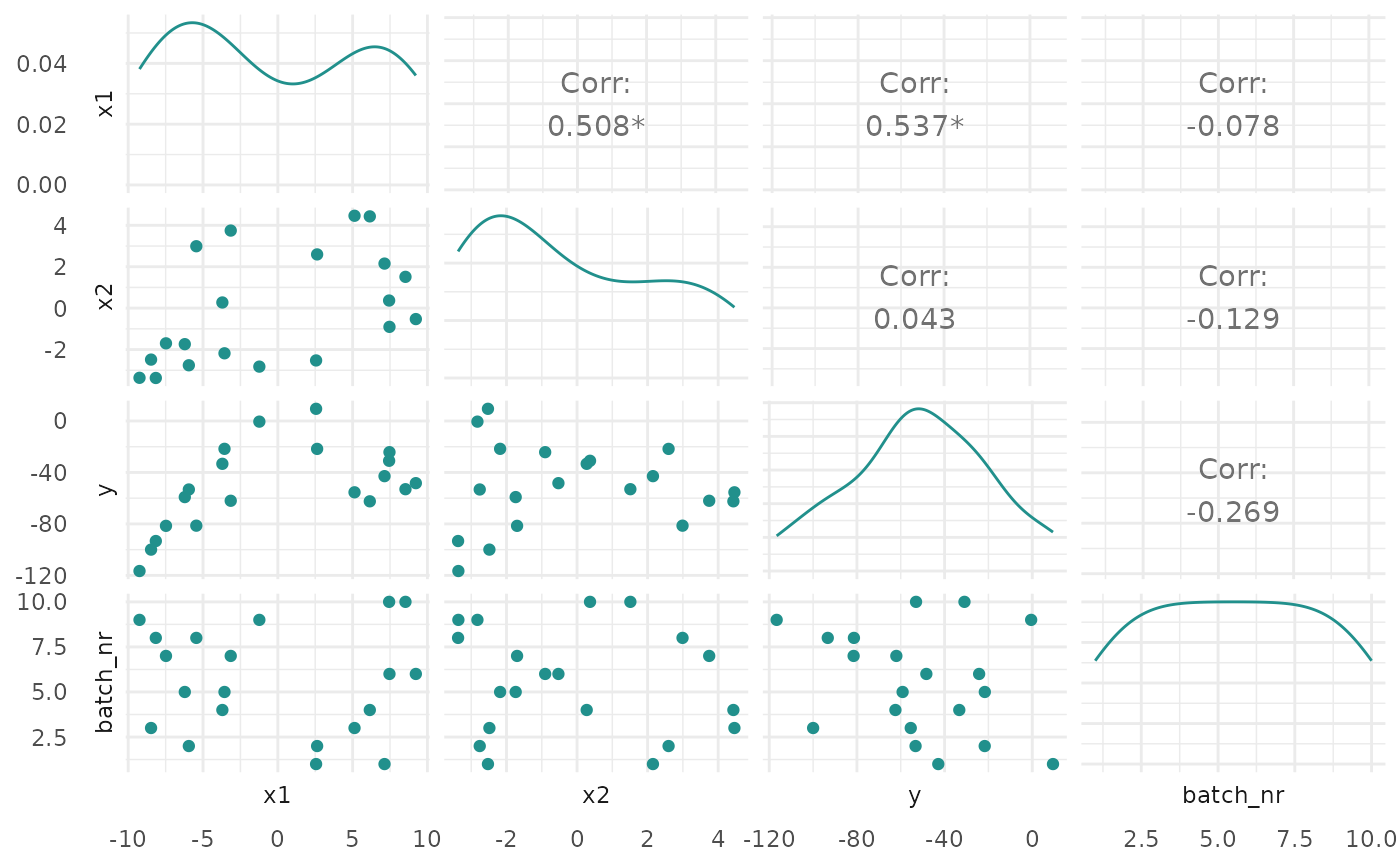 0.04
0.02
0.00
x1
Corr:
0.508*
Corr:
0.537*
Corr:
-0.078
4
2
0
-2
x2
Corr:
0.043
Corr:
-0.129
0
-40
-80
-120
y
Corr:
-0.269
10.0
7.5
5.0
2.5
batch_nr
x1 x2 y batch_nr
-10 -5 0 5 10 -2 0 2 4 -120 -80 -40 0 2.5 5.0 7.5 10.0